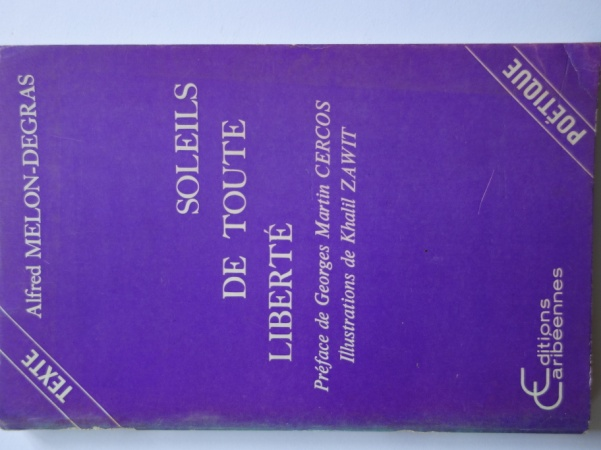 Alfred MELON-DEGRAS
SOLEILS
DE TOUTE
LIBERTÉ
Préface de Georges Martin CERCOS
Illustrations de Khalil ZAWIT
TEXTE
POÉTIQUE
Editions
Caribéennes